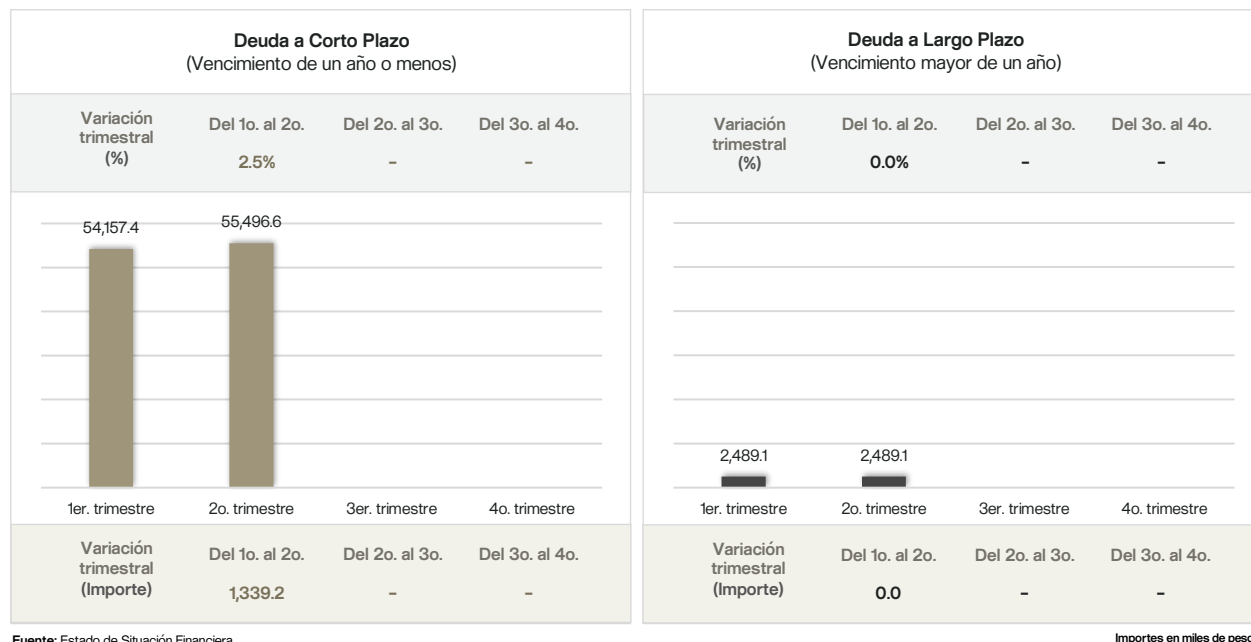 Deuda a Corto Plazo
(Vencimiento de un año o menos)
Variación
trimestral
(%)
Del 1o. al 2o. Del 2o. al 3o. Del 3o. al 4o.
2.5% – –
54,157.4 55,496.6
1er. trimestre 2o. trimestre 3er. trimestre 4o. trimestre
Variación
trimestral
(Importe)
Del 1o. al 2o. Del 2o. al 3o. Del 3o. al 4o.
1,339.2 – –
Deuda a Largo Plazo
(Vencimiento mayor de un año)
Variación
trimestral
(%)
Del 1o. al 2o. Del 2o. al 3o. Del 3o. al 4o.
0.0% – –
2,489.1 2,489.1
1er. trimestre 2o. trimestre 3er. trimestre 4o. trimestre
Variación
trimestral
(Importe)
Del 1o. al 2o. Del 2o. al 3o. Del 3o. al 4o.
0.0 – –
Fuente: Estado de Situación Financiera
Importes en miles de